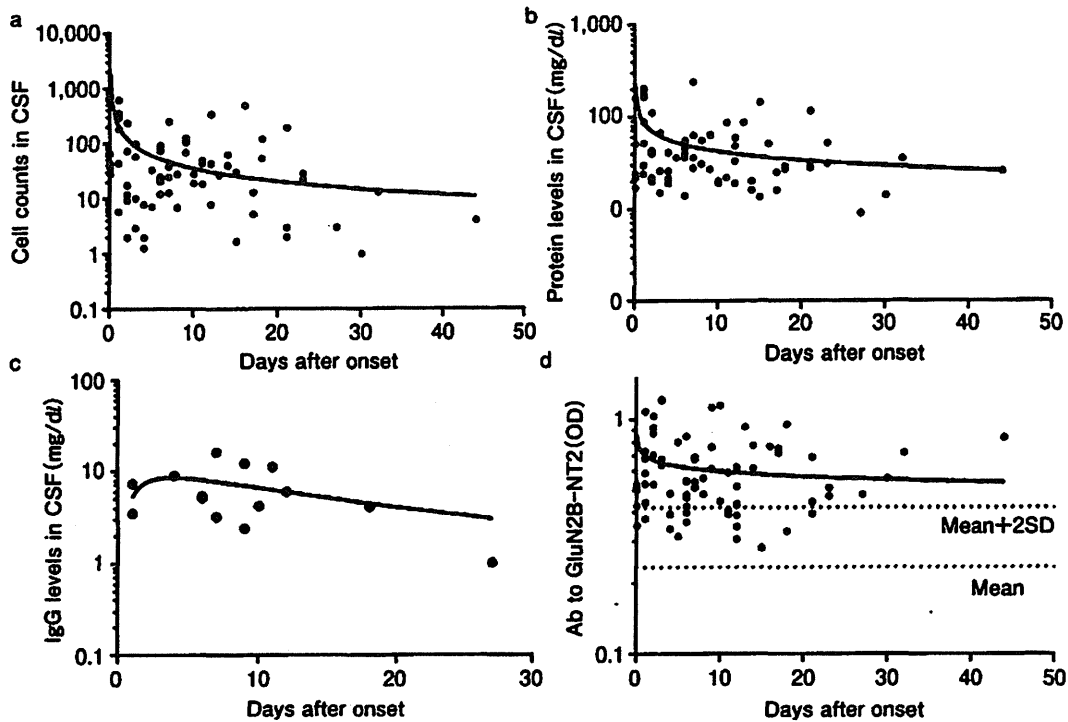 a
Cell counts in CSF
10,000
1,000
100
10
1
0.1
0
10
20
30
40
50
Days after onset
b
Protein levels in CSF(mg/dl)
1,000
100
0
0
0
10
20
30
40
50
Days after onset
c
IgG levels in CSF(mg/dl)
100
10
1
0.1
0
10
20
30
Days after onset
d
Ab to GluN2B-NT2(OD)
1
0.1
Mean+2SD
Mean
0
10
20
30
40
50
Days after onset